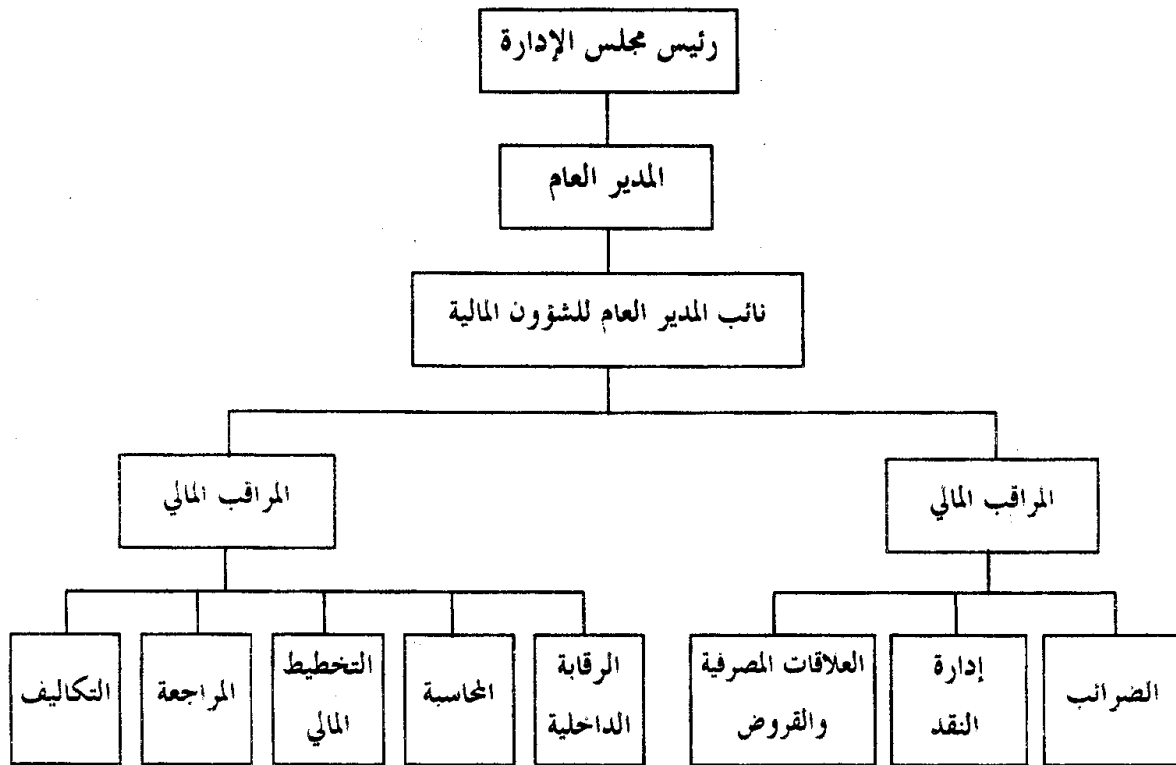 رئيس مجلس الإدارة
المدير العام
نائب المدير العام للشؤون المالية
المراقب المالي
المراقب المالي
الضرائب
إدارة
النقد
العلاقات المصرفية
والقروض
الرقابة
الداخلية
المحاسبة
التخطيط
المالي
المراجعة
التكاليف